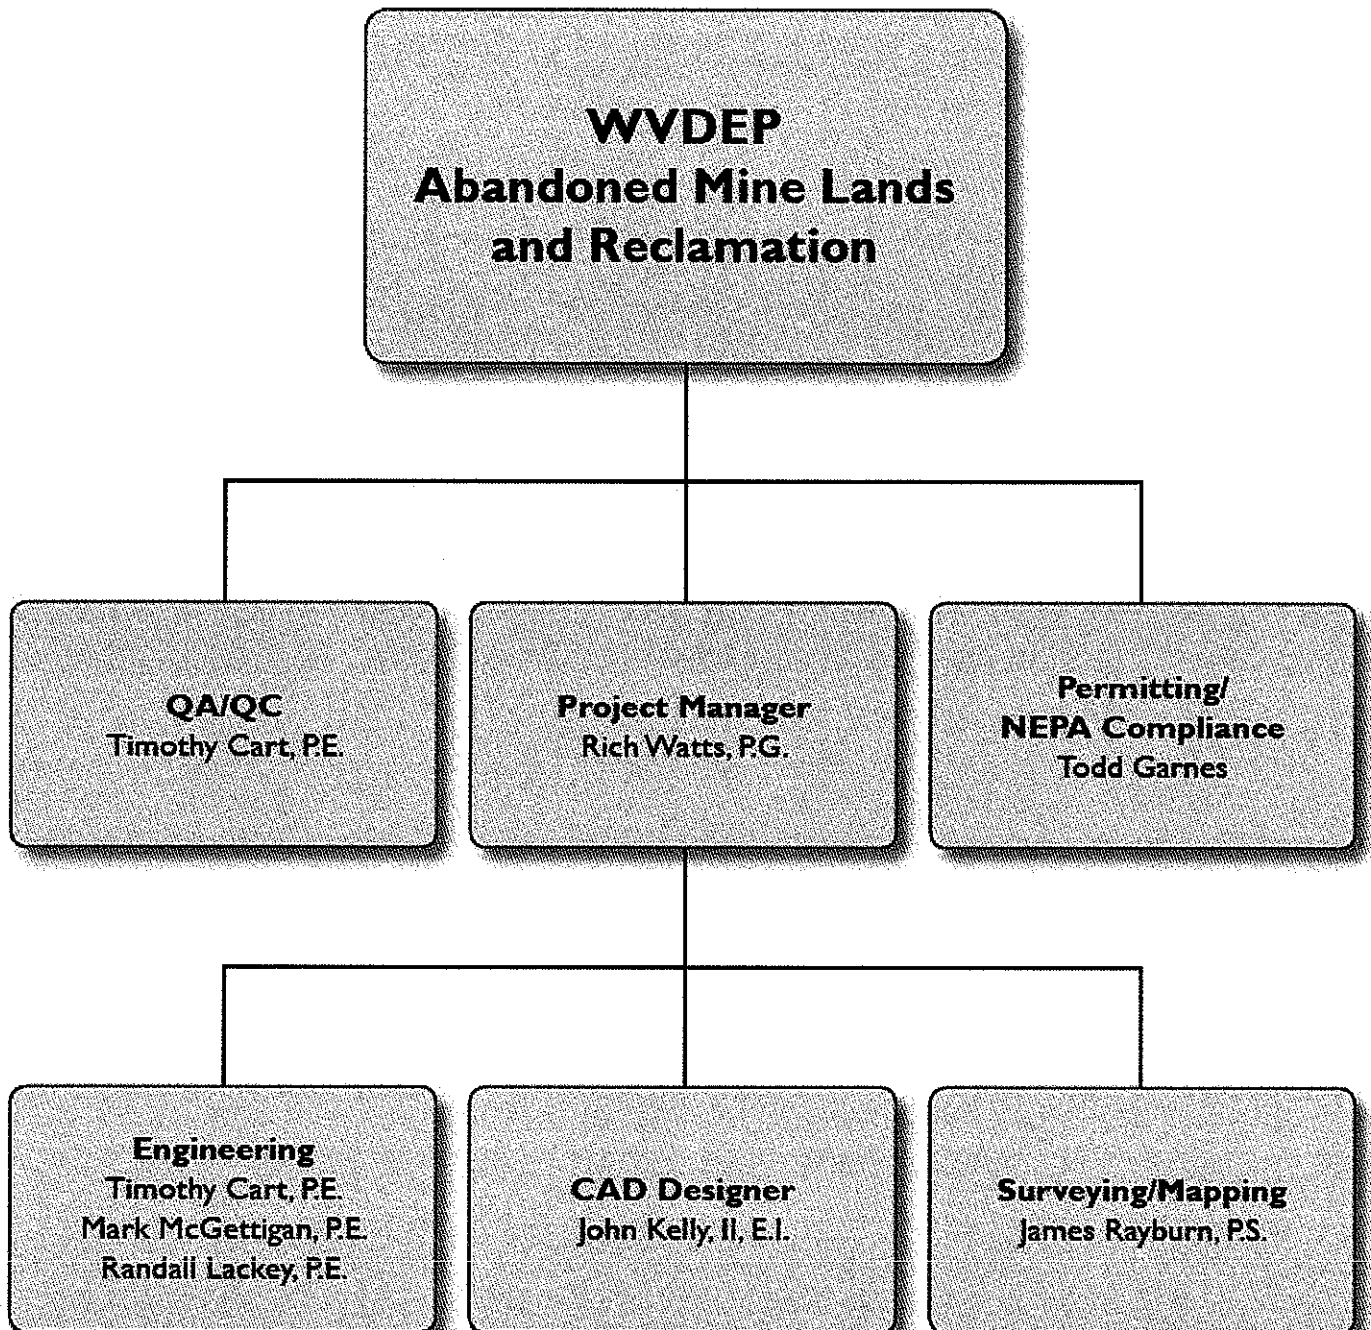 WVDEP
Abandoned Mine Lands
and Reclamation
QA/QC
Timothy Cart, P.E.
Project Manager
Rich Watts, P.G.
Permitting/
NEPA Compliance
Todd Garnes
Engineering
Timothy Cart, P.E.
Mark McGettigan, P.E.
Randall Lackey, P.E.
CAD Designer
John Kelly, II, E.I.
Surveying/Mapping
James Rayburn, P.S.